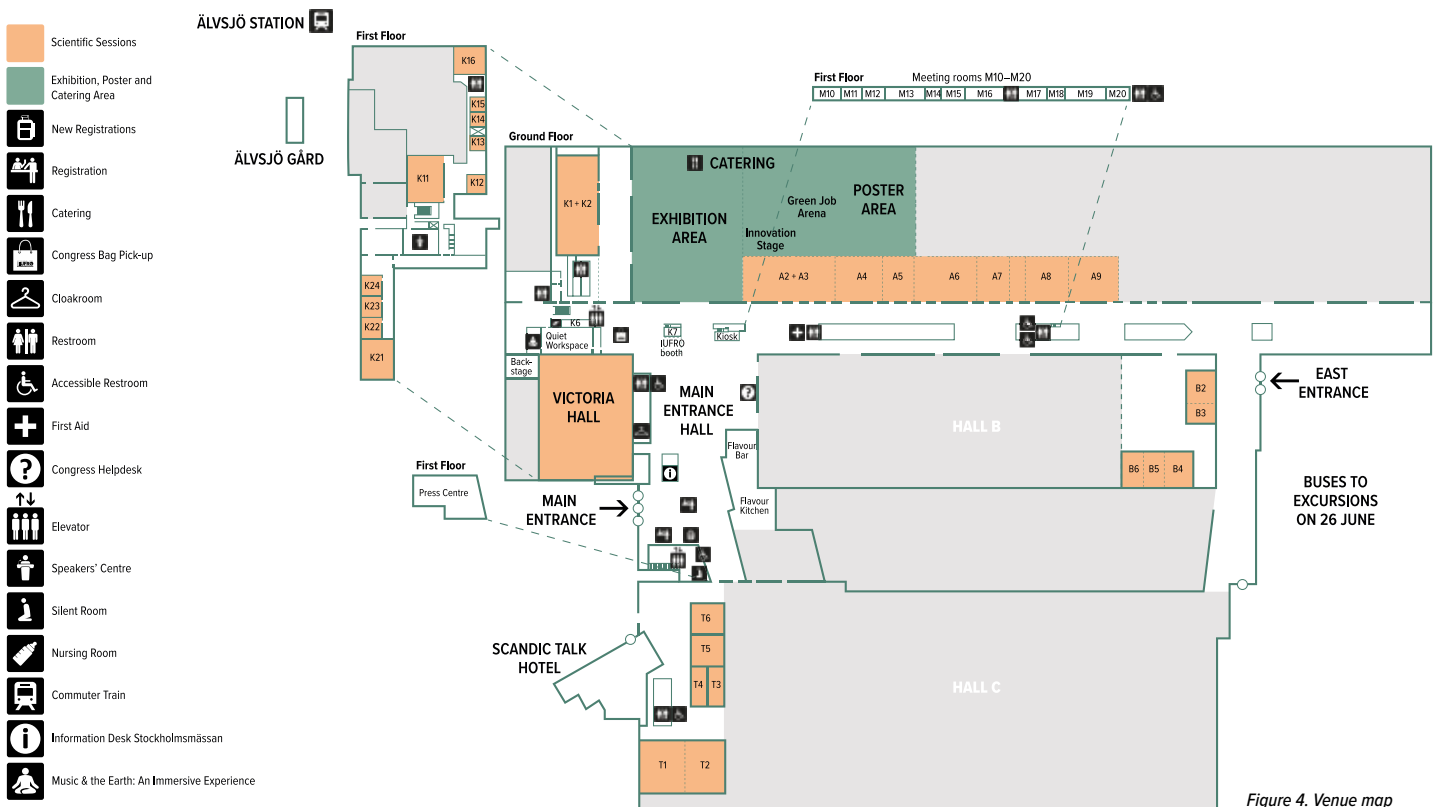 Scientific Sessions
Exhibition, Poster and
Catering Area
New Registrations
Registration
Catering
Congress Bag Pick-up
Cloakroom
Restroom
Accessible Restroom
First Aid
Congress Helpdesk
Elevator
Speakers' Centre
Silent Room
Nursing Room
Commuter Train
Information Desk Stockholmsmässan
Music & the Earth: An Immersive Experience
ÄLVSJÖ STATION
ÄLVSJÖ GÅRD
First Floor
K16
K15
K14
K13
K12
K11
K24
K23
K22
K21
First Floor
Meeting rooms M10–M20
M10 M11 M12 M13 M14 M15 M16 M17 M18 M19 M20
Ground Floor
K1 + K2
CATERING
EXHIBITION
AREA
Green Job
Arena
POSTER
AREA
Innovation
Stage
A2 + A3
A4
A5
A6
A7
A8
A9
K6
Quiet
Workspace
K7
IUFRO
booth
Kiosk
Back-
stage
VICTORIA
HALL
MAIN
ENTRANCE
HALL
HALL B
B2
B3
B6 B5 B4
EAST
ENTRANCE
Flavour
Bar
Flavour
Kitchen
First Floor
Press Centre
MAIN
ENTRANCE
BUSES TO
EXCURSIONS
ON 26 JUNE
SCANDIC TALK
HOTEL
T6
T5
T4 T3
T1 T2
HALL C
Figure 4. Venue map